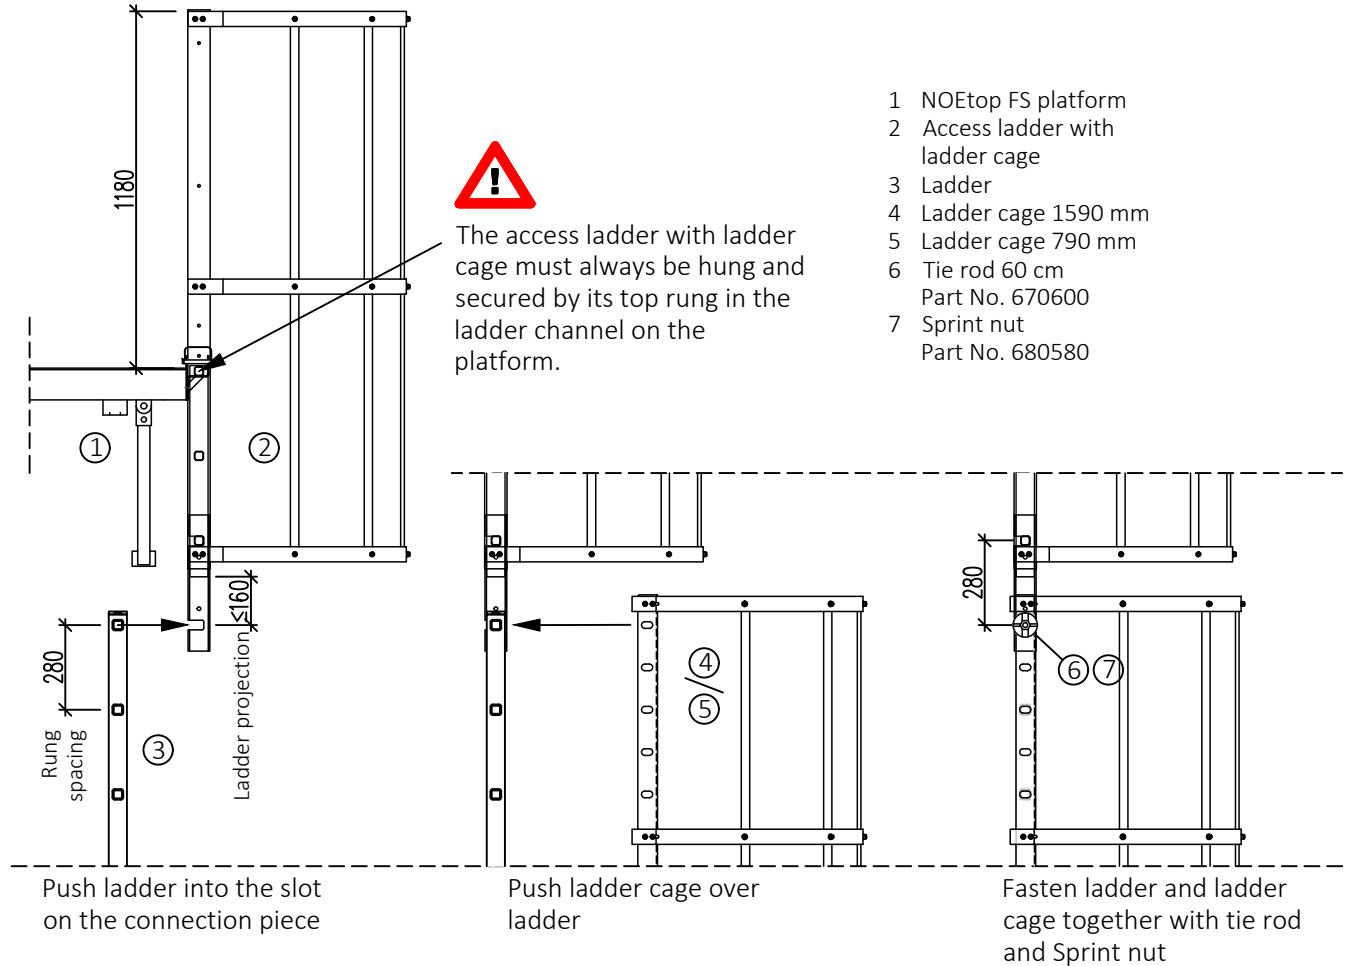 1180
!
The access ladder with ladder
cage must always be hung and
secured by its top rung in the
ladder channel on the
platform.
1 NOEtop FS platform
2 Access ladder with
ladder cage
3 Ladder
4 Ladder cage 1590 mm
5 Ladder cage 790 mm
6 Tie rod 60 cm
Part No. 670600
7 Sprint nut
Part No. 680580
1
2
280
Rung
spacing
3
Ladder projection ≤160
4
5
280
6 7
Push ladder into the slot
on the connection piece
Push ladder cage over
ladder
Fasten ladder and ladder
cage together with tie rod
and Sprint nut